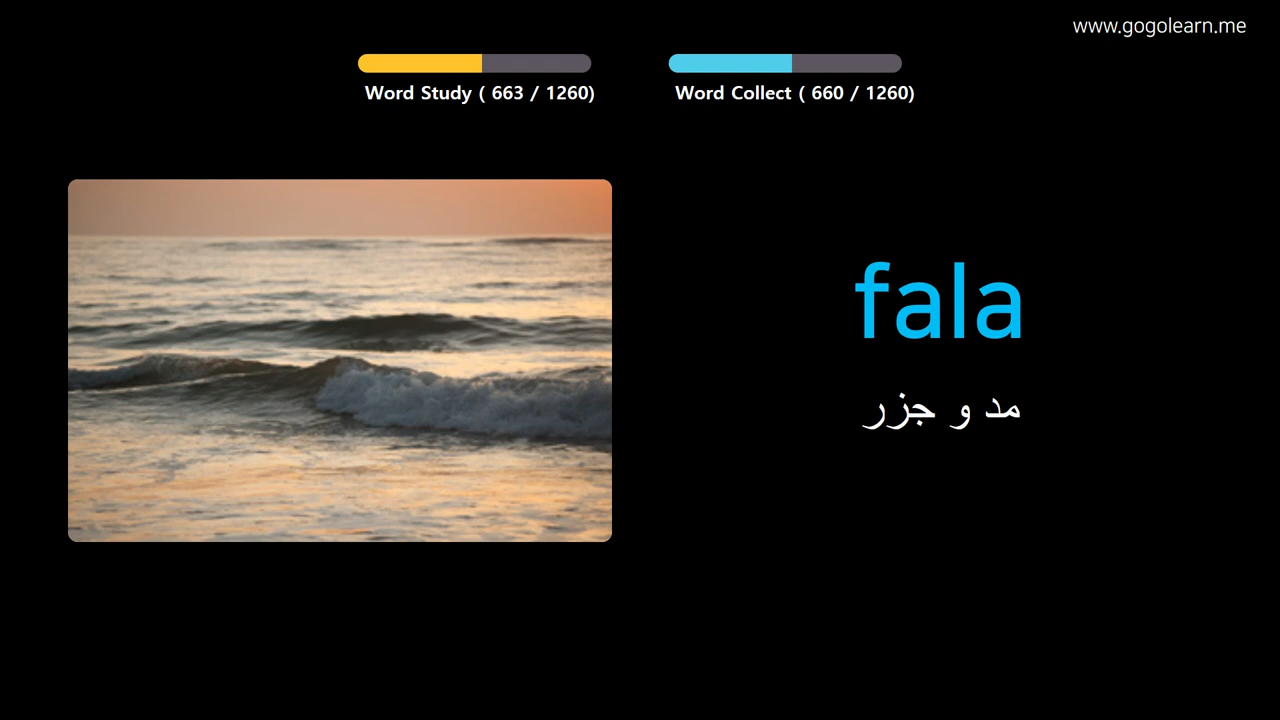 www.gogolearn.me
Word Study ( 663 / 1260)
Word Collect ( 660 / 1260)
fala
مد و جزر